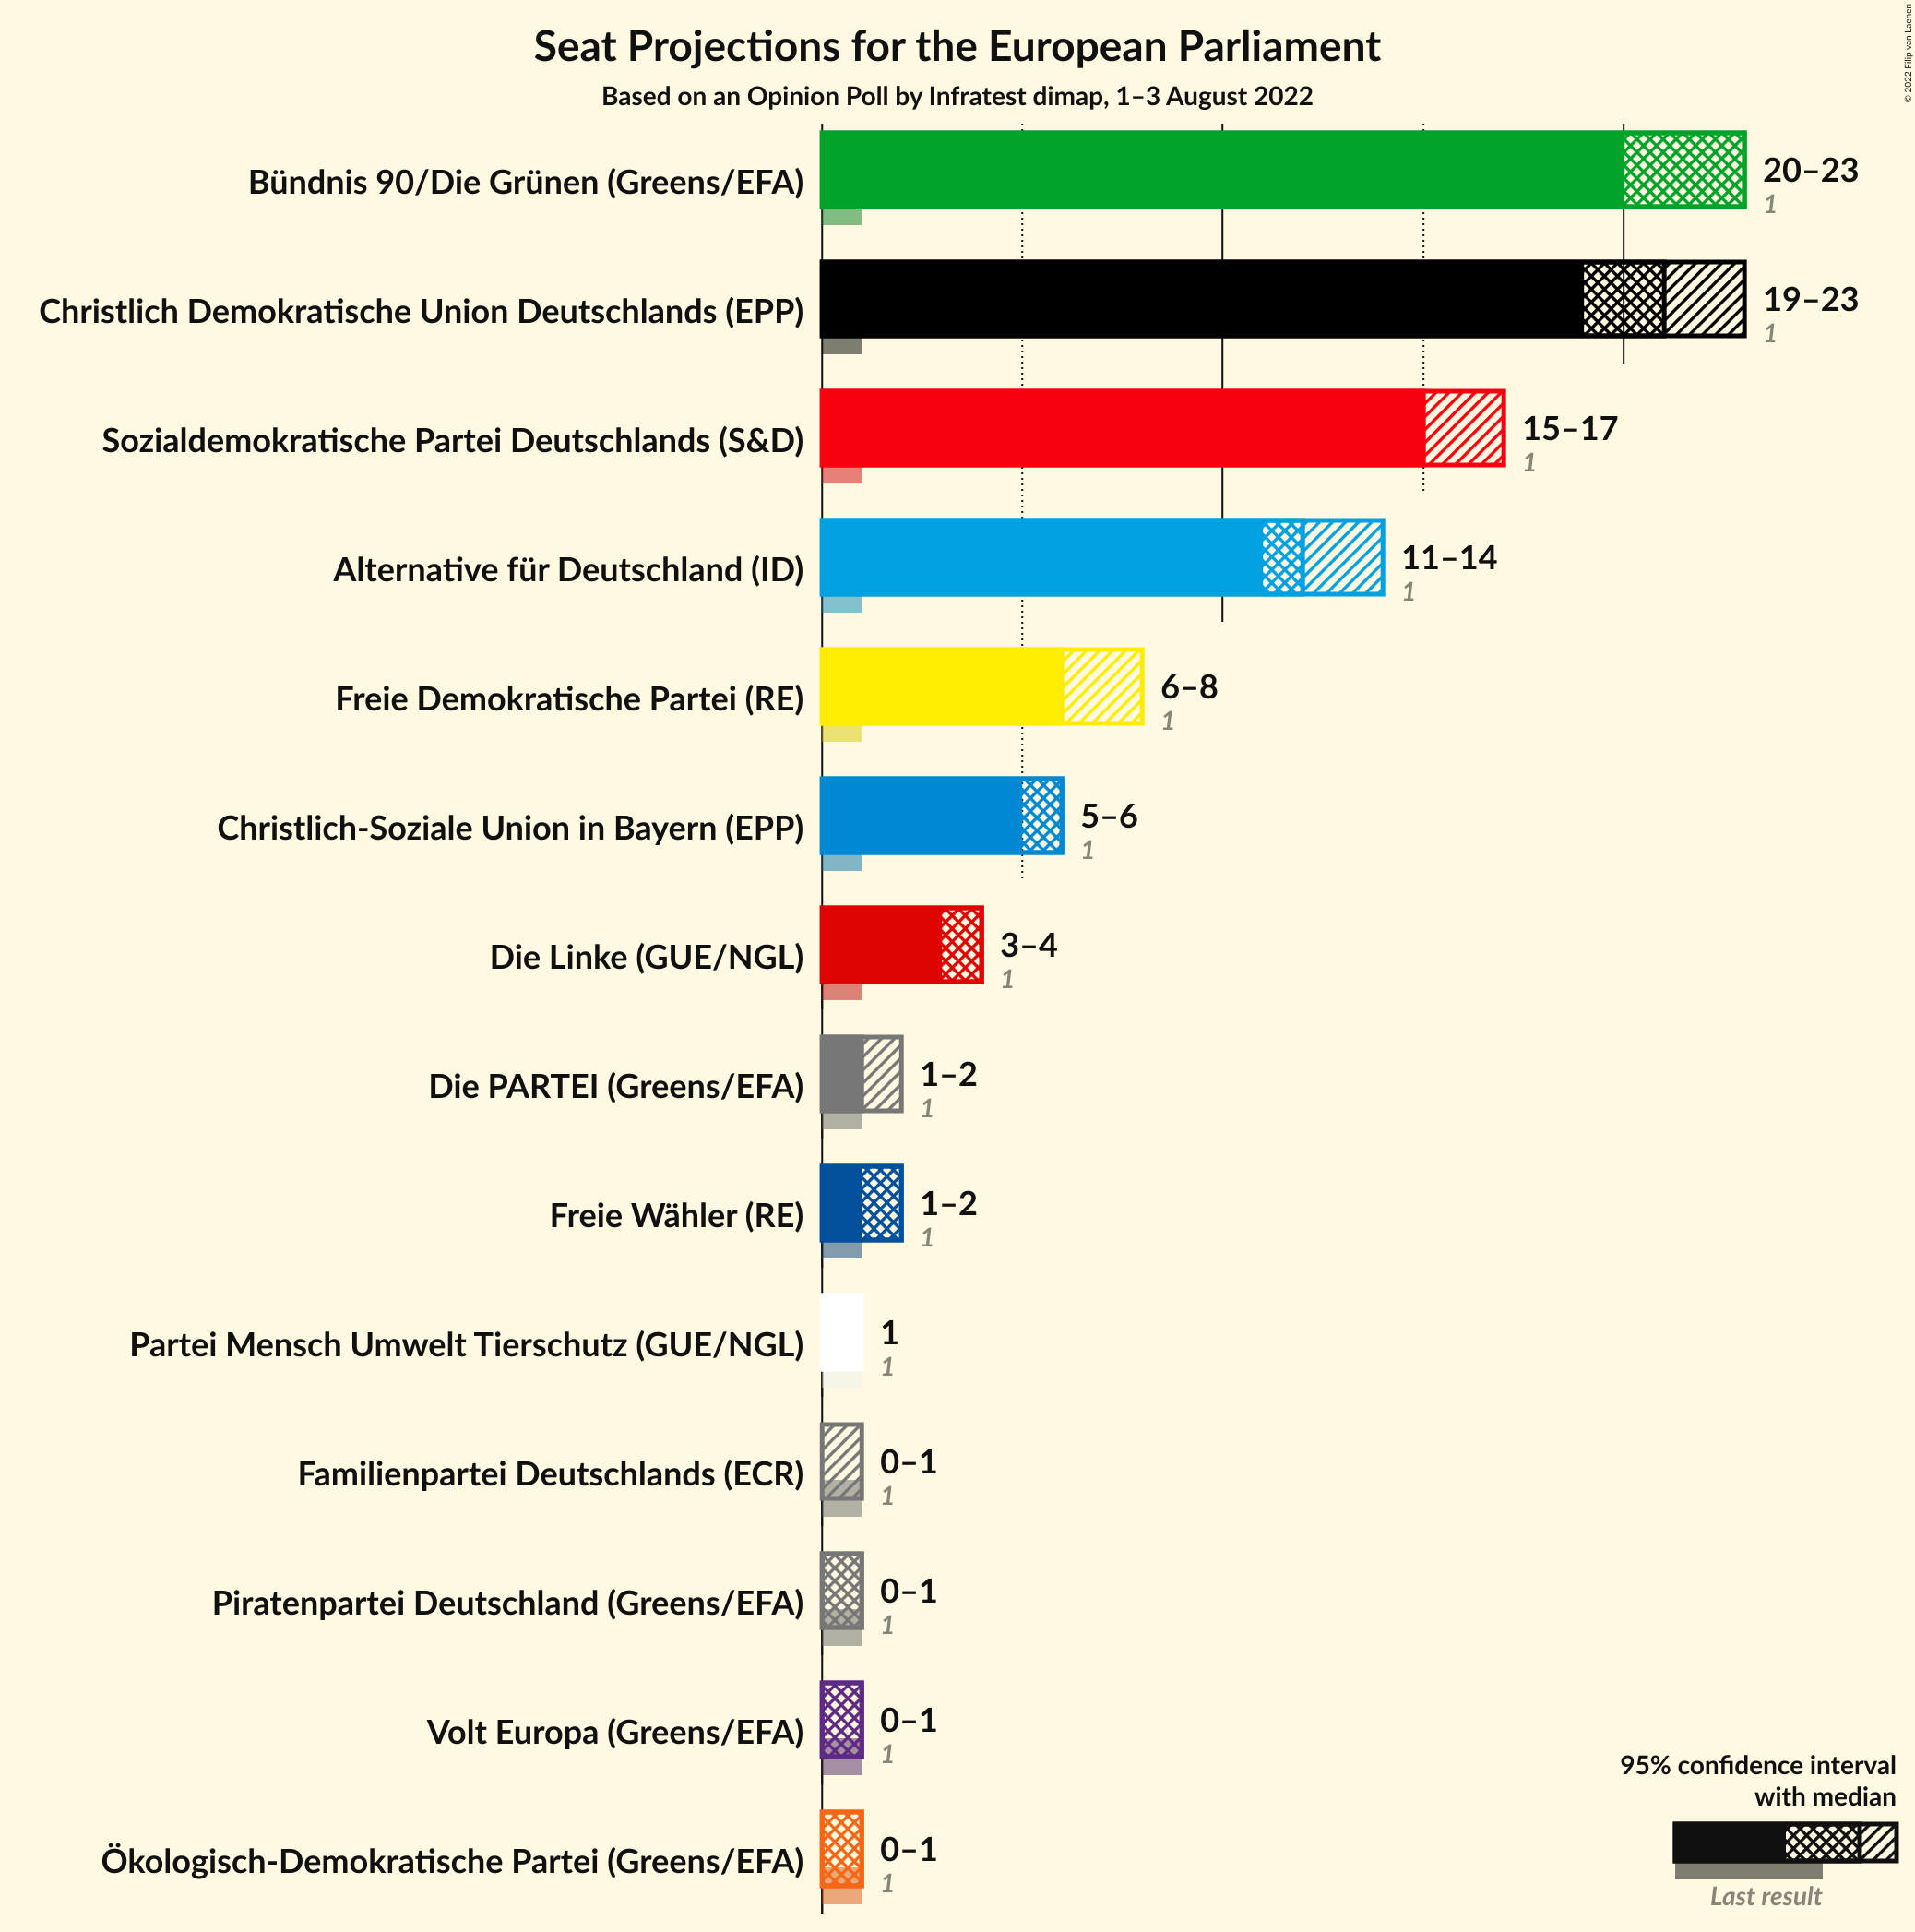 Seat Projections for the European Parliament
Based on an Opinion Poll by Infratest dimap, 1–3 August 2022
© 2022 Filip van Laenen
Bündnis 90/Die Grünen (Greens/EFA)
20–23
1
Christlich Demokratische Union Deutschlands (EPP)
19–23
1
Sozialdemokratische Partei Deutschlands (S&D)
15–17
1
Alternative für Deutschland (ID)
11–14
1
Freie Demokratische Partei (RE)
6–8
1
Christlich-Soziale Union in Bayern (EPP)
5–6
1
Die Linke (GUE/NGL)
3–4
1
Die PARTEI (Greens/EFA)
1–2
1
Freie Wähler (RE)
1–2
1
Partei Mensch Umwelt Tierschutz (GUE/NGL)
1
1
Familienpartei Deutschlands (ECR)
0–1
1
Piratenpartei Deutschland (Greens/EFA)
0–1
1
Volt Europa (Greens/EFA)
0–1
1
Ökologisch-Demokratische Partei (Greens/EFA)
0–1
1
95% confidence interval
with median
Last result